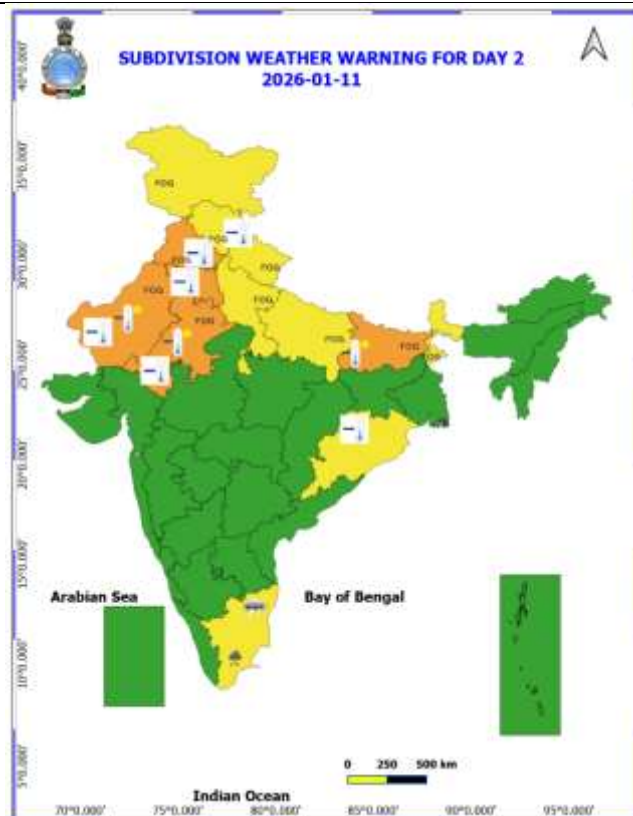 SUBDIVISION WEATHER WARNING FOR DAY 2
2026-01-11
40°0.000'
35°0.000'
FOG
FOG
30°0.000'
FOG
FOG
FOG
FOG
FOG
FOG
FOG
25°0.000'
20°0.000'
15°0.000'
Arabian Sea
Bay of Bengal
10°0.000'
5°0.000'
0 250 500 km
Indian Ocean
70°0.000' 75°0.000' 80°0.000' 85°0.000' 90°0.000' 95°0.000'